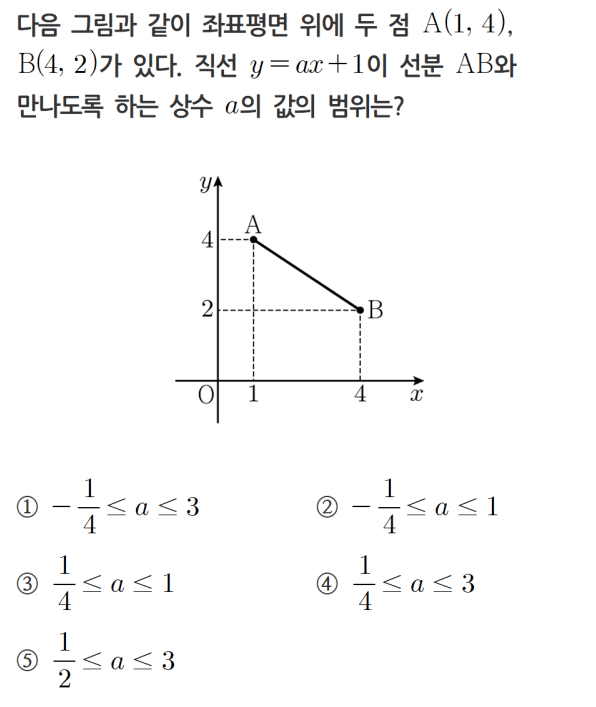 다음 그림과 같이 좌표평면 위에 두 점 A(1, 4),
B(4, 2)가 있다. 직선 y=ax+1이 선분 AB와
만나도록 하는 상수 a의 값의 범위는?
y
A
4
2
B
O 1 4 x
① −1/4 ≤ a ≤ 3 ② −1/4 ≤ a ≤ 1
③ 1/4 ≤ a ≤ 1 ④ 1/4 ≤ a ≤ 3
⑤ 1/2 ≤ a ≤ 3